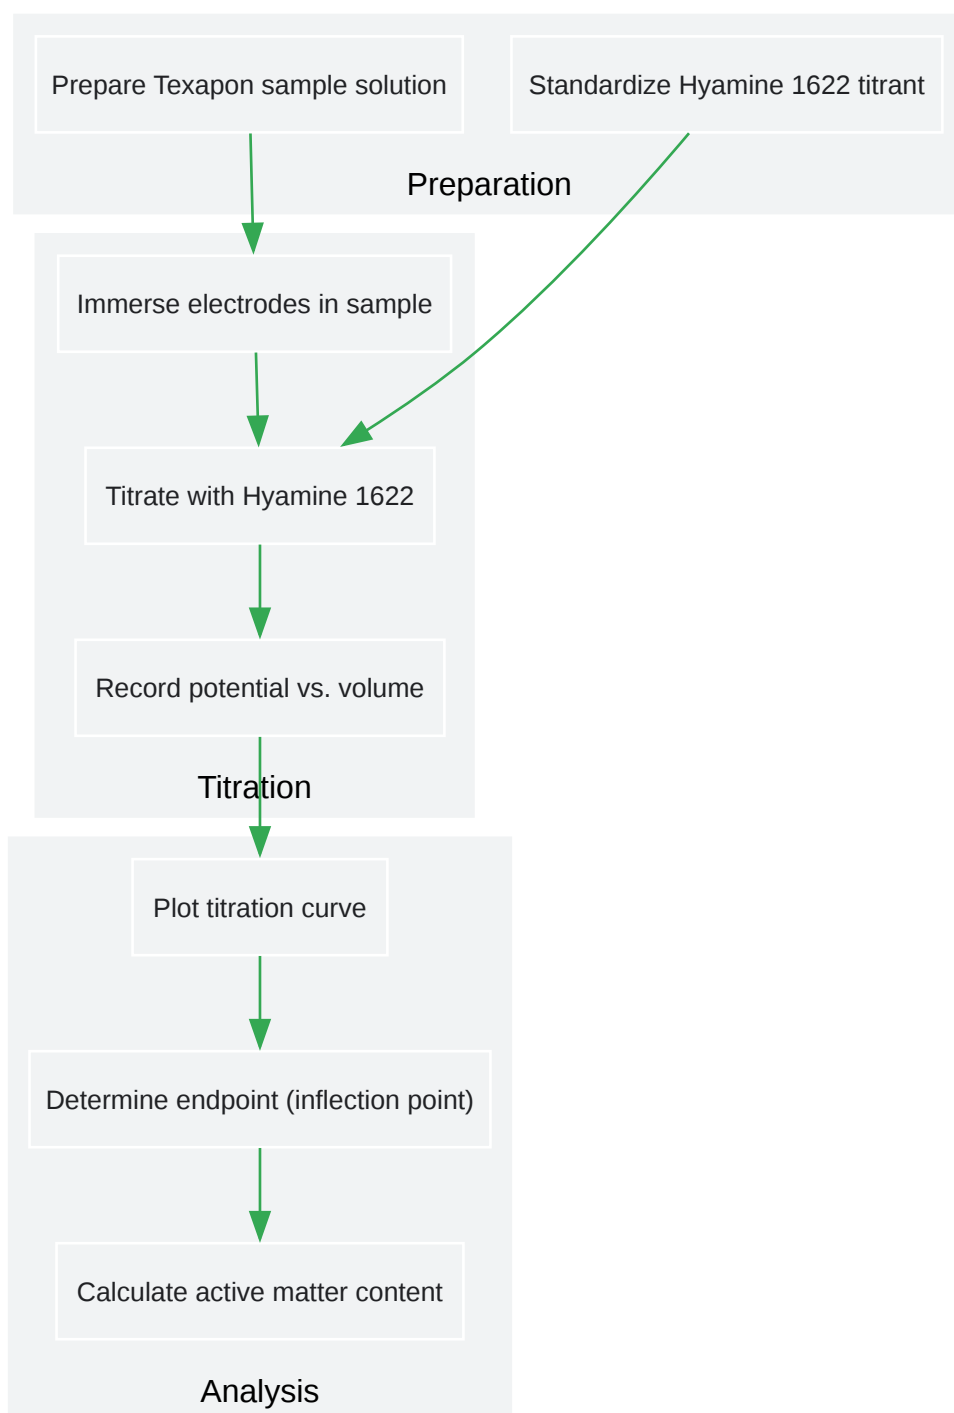 Prepare Texapon sample solution
Standardize Hyamine 1622 titrant
Preparation
Immerse electrodes in sample
Titrate with Hyamine 1622
Record potential vs. volume
Titration
Plot titration curve
Determine endpoint (inflection point)
Calculate active matter content
Analysis